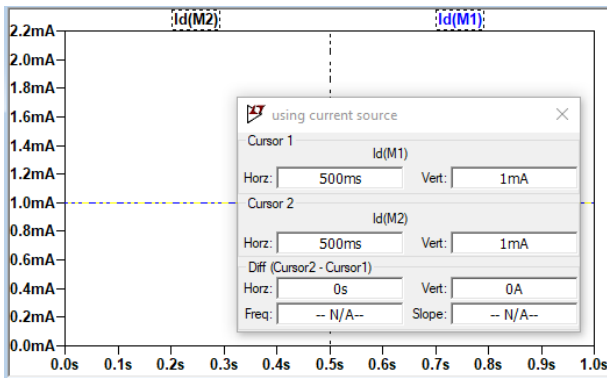 Id(M2) Id(M1)
2.2mA
2.0mA
1.8mA
1.6mA
1.4mA
1.2mA
1.0mA
0.8mA
0.6mA
0.4mA
0.2mA
0.0mA
0.0s 0.1s 0.2s 0.3s 0.4s 0.5s 0.6s 0.7s 0.8s 0.9s 1.0s
using current source
Cursor 1
Id(M1)
Horz: 500ms Vert: 1mA
Cursor 2
Id(M2)
Horz: 500ms Vert: 1mA
Diff (Cursor2 - Cursor1)
Horz: 0s Vert: 0A
Freq: -- N/A-- Slope: -- N/A--